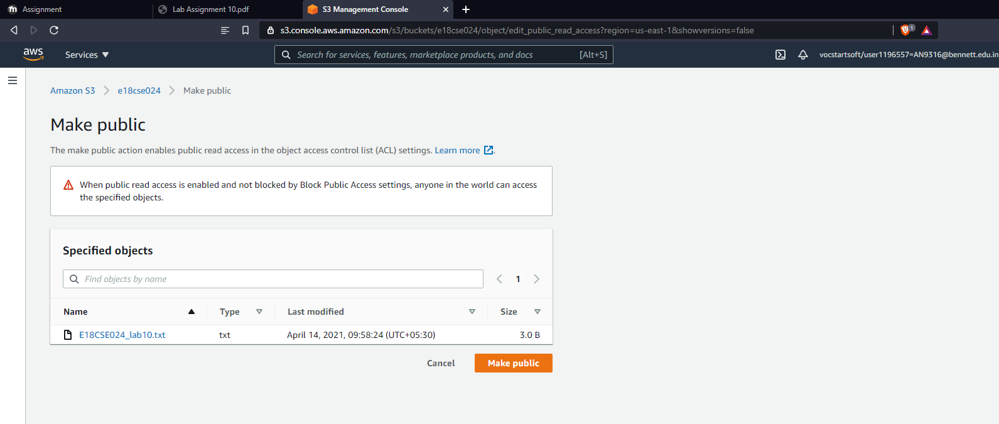 Assignment
Lab Assignment 10.pdf
S3 Management Console
s3.console.aws.amazon.com/s3/buckets/e18cse024/object/edit_public_read_access?region=us-east-1&showversions=false
1
aws
Services
Search for services, features, marketplace products, and docs
[Alt+S]
vocstartsoft/user1196557=AN9316@bennett.edu.in
Amazon S3
e18cse024
Make public
Make public
The make public action enables public read access in the object access control list (ACL) settings. Learn more.
When public read access is enabled and not blocked by Block Public Access settings, anyone in the world can access
the specified objects.
Specified objects
Find objects by name
1
Name Type Last modified Size
E18CSE024_lab10.txt txt April 14, 2021, 09:58:24 (UTC+05:30) 3.0 B
Cancel
Make public